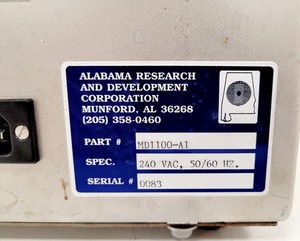 ALABAMA RESEARCH
AND DEVELOPMENT
CORPORATION
MUNFORD, AL 36268
(205) 358-0460
PART # MD1100-A1
SPEC. 240 VAC, 50/60 HZ.
SERIAL # 0083